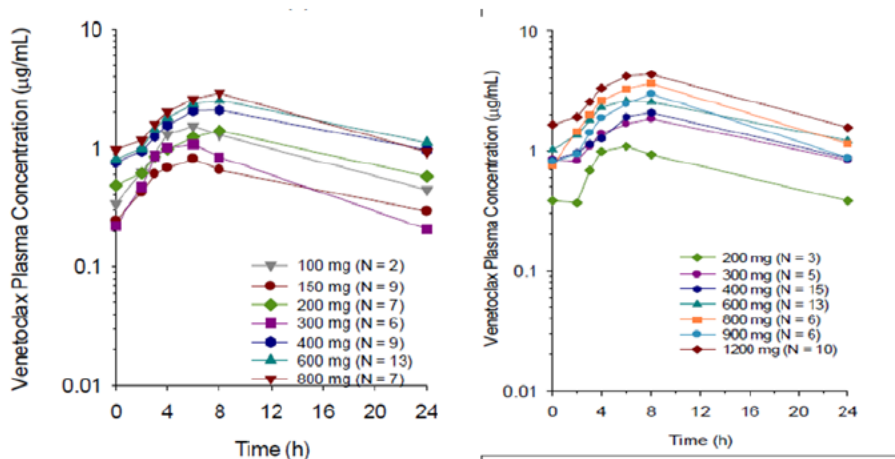 Venetoclax Plasma Concentration (µg/mL)
10
1
0.1
0.01
100 mg (N = 2)
150 mg (N = 9)
200 mg (N = 7)
300 mg (N = 6)
400 mg (N = 9)
600 mg (N = 13)
800 mg (N = 7)
0 4 8 12 16 20 24
Time (h)
Venetoclax Plasma Concentration (µg/mL)
10
1
0.1
0.01
200 mg (N = 3)
300 mg (N = 5)
400 mg (N = 15)
600 mg (N = 13)
800 mg (N = 6)
900 mg (N = 6)
1200 mg (N = 10)
0 4 8 12 16 20 24
Time (h)